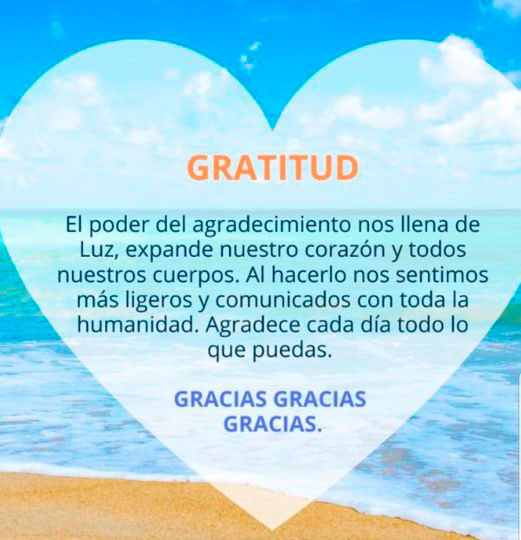 GRATITUD
El poder del agradecimiento nos llena de
Luz, expande nuestro corazón y todos
nuestros cuerpos. Al hacerlo nos sentimos
más ligeros y comunicados con toda la
humanidad. Agradece cada día todo lo
que puedas.
GRACIAS GRACIAS
GRACIAS.